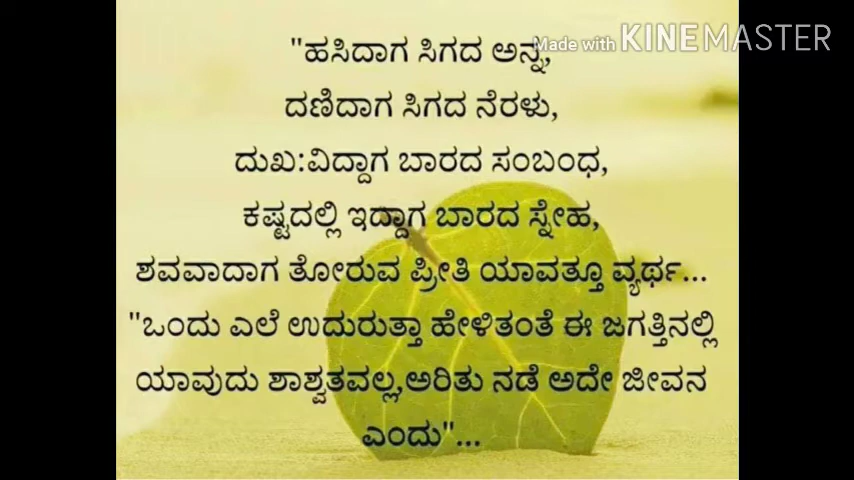 Made with KINEMASTER
"ಹಸಿದಾಗ ಸಿಗದ ಅನ್ನ,
ದಣಿದಾಗ ಸಿಗದ ನೆರಳು,
ದುಖ:ವಿದ್ದಾಗ ಬಾರದ ಸಂಬಂಧ,
ಕಷ್ಟದಲ್ಲಿ ಇದ್ದಾಗ ಬಾರದ ಸ್ನೇಹ,
ಶವವಾದಾಗ ತೋರುವ ಪ್ರೀತಿ ಯಾವತ್ತೂ ವ್ಯರ್ಥ...
"ಒಂದು ಎಲೆ ಉದುರುತ್ತಾ ಹೇಳಿತಂತೆ ಈ ಜಗತ್ತಿನಲ್ಲಿ
ಯಾವುದು ಶಾಶ್ವತವಲ್ಲ,ಅರಿತು ನಡೆ ಅದೇ ಜೀವನ
ಎಂದು"...